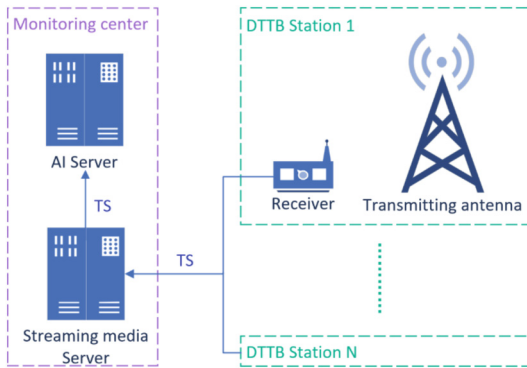 Monitoring center
DTTB Station 1
AI Server
TS
Receiver
Transmitting antenna
TS
Streaming media
Server
DTTB Station N